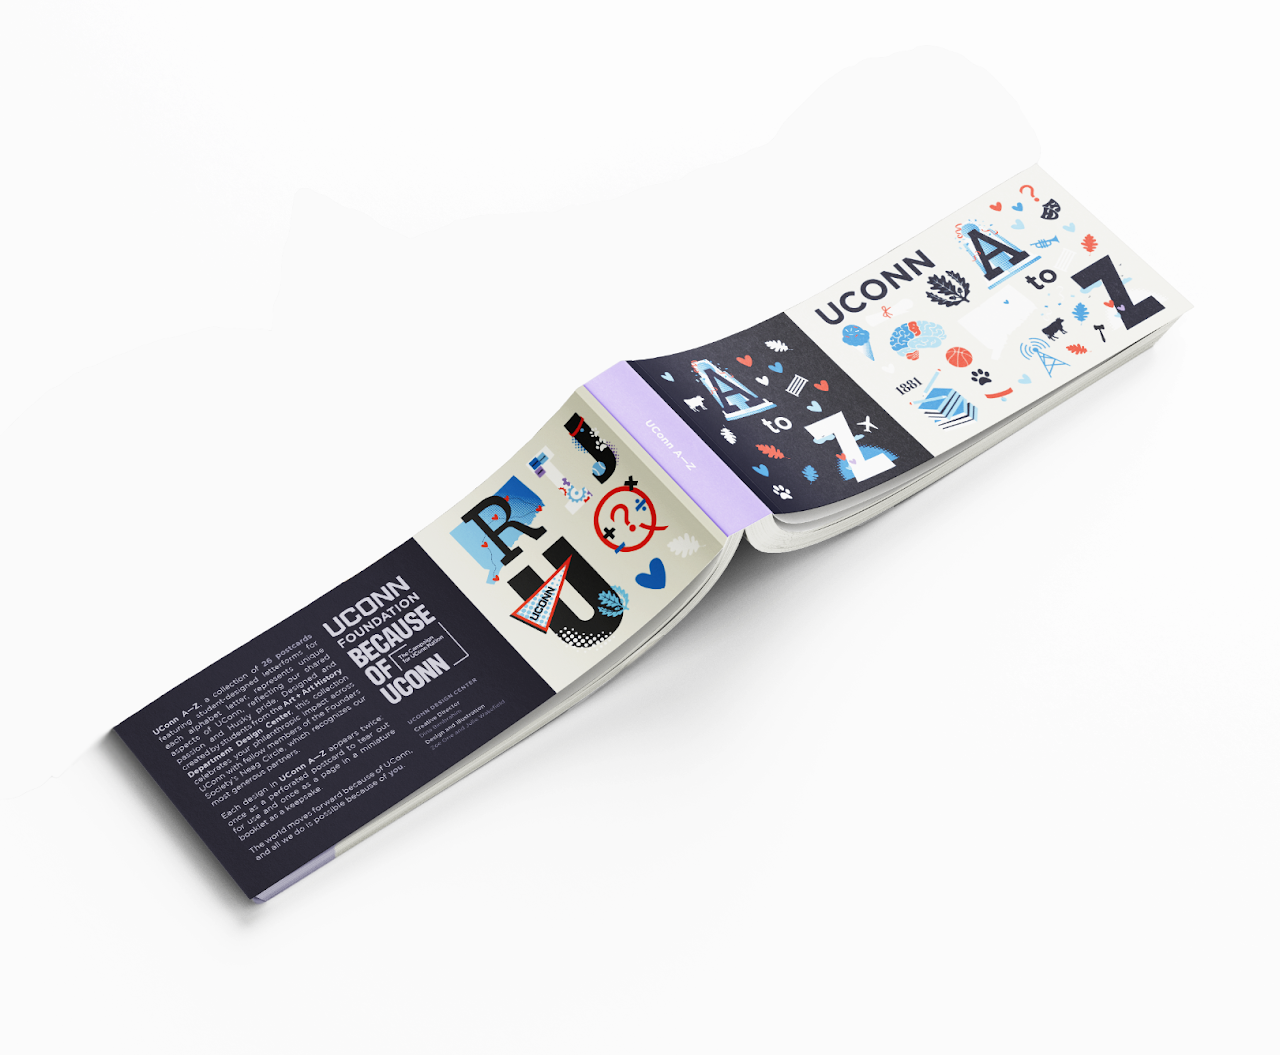 UConn A—Z, a collection of 26 postcards
featuring student-designed letterforms for
each alphabet letter, represents unique
aspects of UConn, reflecting our shared
passion and Husky pride. Designed and
created by students from the Art + Art History
Department Design Center, this collection
celebrates your philanthropic impact across
UConn with fellow members of the Founders
Society's Neag Circle, which recognizes our
most generous partners.
Each design in UConn A—Z appears twice:
once as a perforated postcard to tear out
for use and once as a page in a miniature
booklet as a keepsake.
The world moves forward because of UConn,
and all we do is possible because of you.
UCONN
FOUNDATION
BECAUSE
OF
UCONN
The Campaign
for UConn Nation
UCONN DESIGN CENTER
Creative Director
Design and Illustration
R
I
J
Q
?
U
UCONN
UConn A—Z
A
to
Z
UCONN
A
to
Z
?
1881